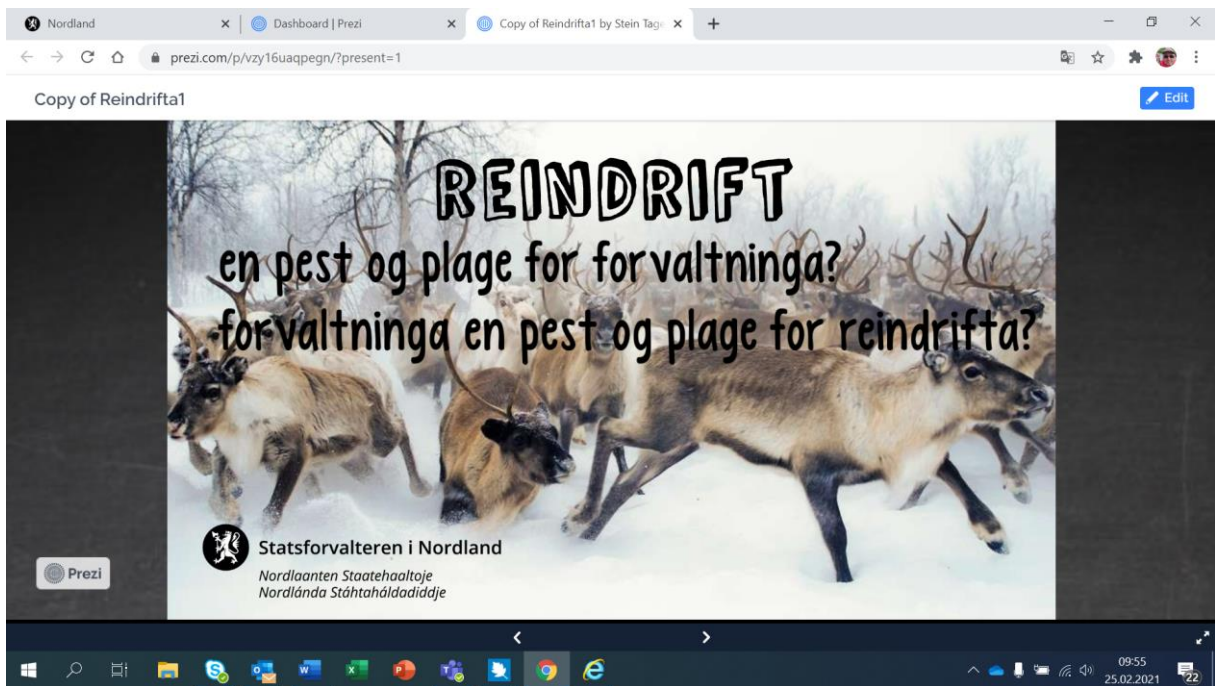 Nordland
Dashboard | Prezi
Copy of Reindrifta1 by Stein Tage
prezi.com/p/vzy16uaqpegn/?present=1
Copy of Reindrifta1
Edit
REINDRIFT
en pest og plage for forvaltninga?
forvaltninga en pest og plage for reindrifta?
Statsforvalteren i Nordland
Nordlaanten Staatehaaltoje
Nordlánda Stáhtaháldadiddje
Prezi
09:55
25.02.2021
22